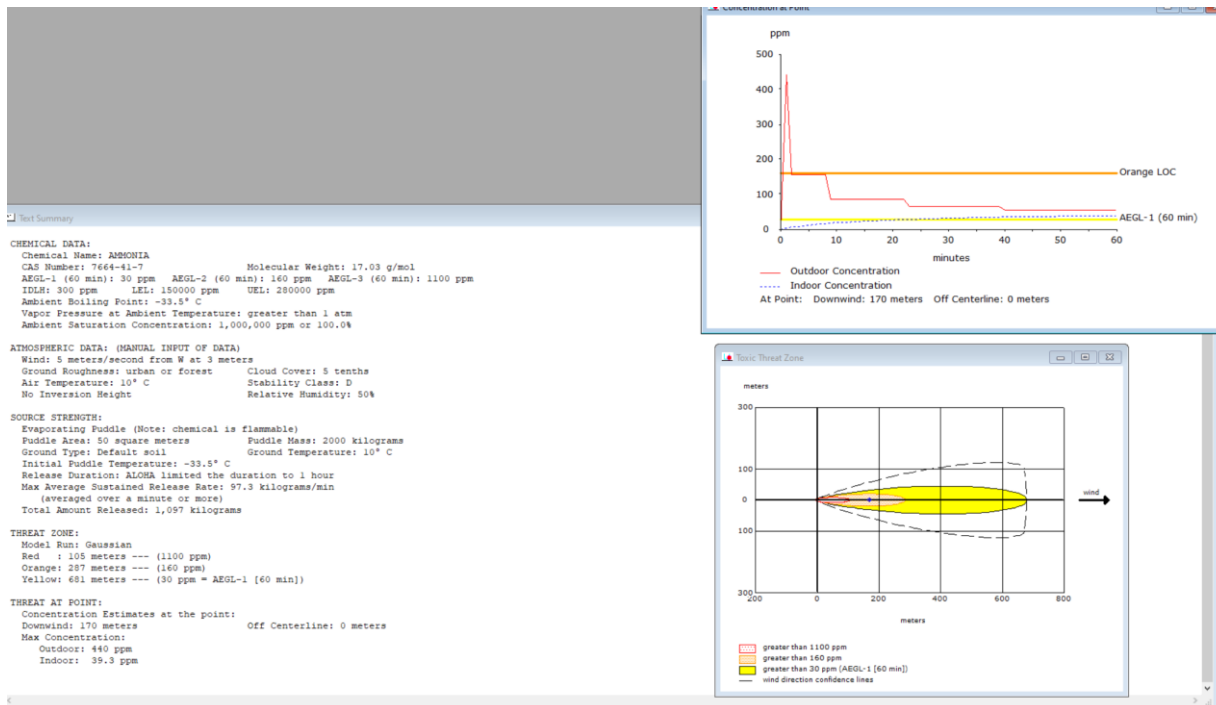 Concentration at Point
ppm
500
400
300
200
100
0
Orange LOC
AEGL-1 (60 min)
0 10 20 30 40 50 60
minutes
Outdoor Concentration
Indoor Concentration
At Point: Downwind: 170 meters Off Centerline: 0 meters
Text Summary
CHEMICAL DATA:
Chemical Name: AMMONIA
CAS Number: 7664-41-7 Molecular Weight: 17.03 g/mol
AEGL-1 (60 min): 30 ppm AEGL-2 (60 min): 160 ppm AEGL-3 (60 min): 1100 ppm
IDLH: 300 ppm LEL: 150000 ppm UEL: 280000 ppm
Ambient Boiling Point: -33.5° C
Vapor Pressure at Ambient Temperature: greater than 1 atm
Ambient Saturation Concentration: 1,000,000 ppm or 100.0%
ATMOSPHERIC DATA: (MANUAL INPUT OF DATA)
Wind: 5 meters/second from W at 3 meters
Ground Roughness: urban or forest Cloud Cover: 5 tenths
Air Temperature: 10° C Stability Class: D
No Inversion Height Relative Humidity: 50%
SOURCE STRENGTH:
Evaporating Puddle (Note: chemical is flammable)
Puddle Area: 50 square meters Puddle Mass: 2000 kilograms
Ground Type: Default soil Ground Temperature: 10° C
Initial Puddle Temperature: -33.5° C
Release Duration: ALOHA limited the duration to 1 hour
Max Average Sustained Release Rate: 97.3 kilograms/min
(averaged over a minute or more)
Total Amount Released: 1,097 kilograms
THREAT ZONE:
Model Run: Gaussian
Red : 105 meters --- (1100 ppm)
Orange: 287 meters --- (160 ppm)
Yellow: 681 meters --- (30 ppm = AEGL-1 [60 min])
THREAT AT POINT:
Concentration Estimates at the point:
Downwind: 170 meters Off Centerline: 0 meters
Max Concentration:
Outdoor: 440 ppm
Indoor: 39.3 ppm
Toxic Threat Zone
meters
300
100
0
100
300
wind
200 0 200 400 600 800
meters
greater than 1100 ppm
greater than 160 ppm
greater than 30 ppm (AEGL-1 [60 min])
wind direction confidence lines